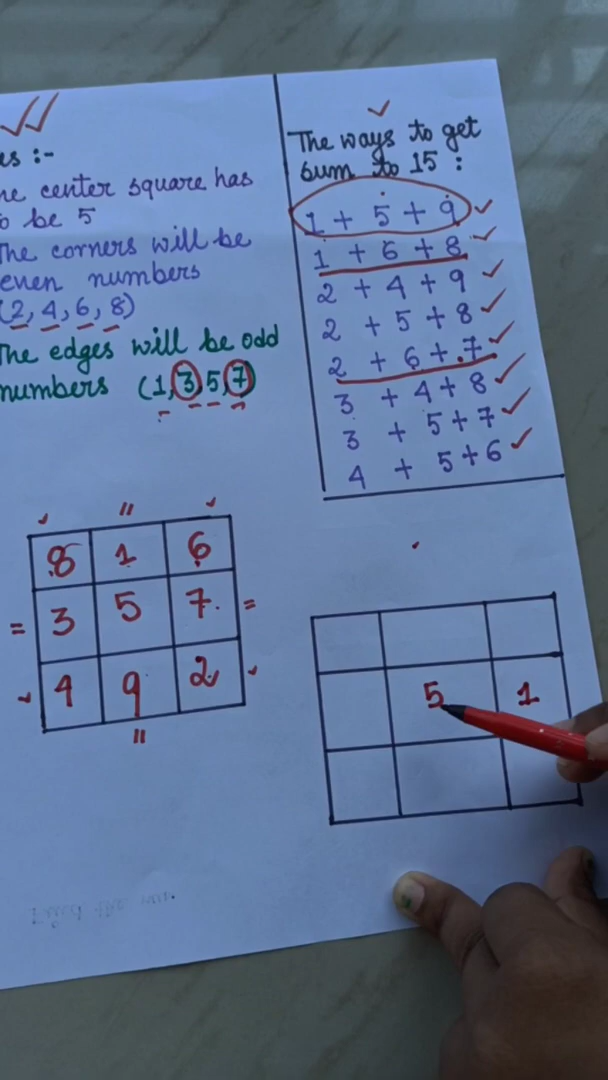 es :-
he center square has
o be 5
The corners will be
even numbers
(2, 4, 6, 8)
The edges will be odd
numbers (1, 3, 5, 7)
The ways to get
sum to 15 :
1 + 5 + 9
1 + 6 + 8
2 + 4 + 9
2 + 5 + 8
2 + 6 + 7
3 + 4 + 8
3 + 5 + 7
4 + 5 + 6
8 1 6
3 5 7
4 9 2
5 1